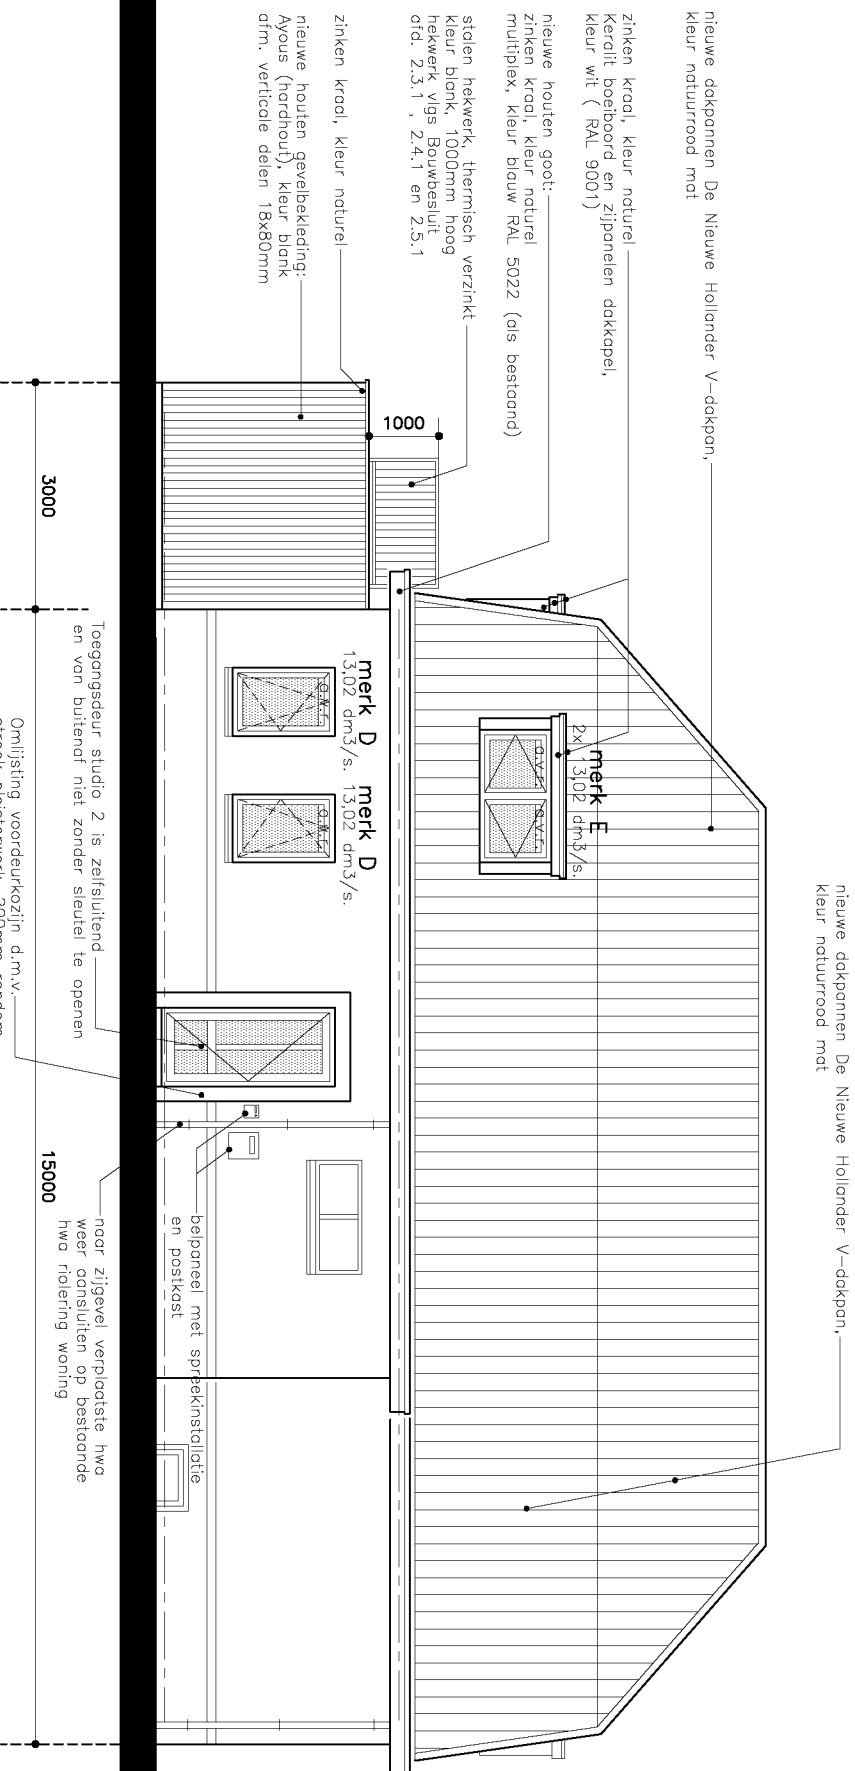 nieuwe dakpannen De Nieuwe Hollander V-dakpan,
kleur natuurrood mat
nieuwe dakpannen De Nieuwe Hollander V-dakpan,
kleur natuurrood mat
zinken kraal, kleur naturel
Keralit boeiboord en zijpanelen dakkapel,
kleur wit ( RAL 9001)
nieuwe houten goot:
zinken kraal, kleur naturel
multiplex, kleur blauw RAL 5022 (als bestaand)
stalen hekwerk, thermisch verzinkt
kleur blank, 1000mm hoog
hekwerk vlgs Bouwbesluit
afd. 2.3.1 , 2.4.1 en 2.5.1
zinken kraal, kleur naturel
nieuwe houten gevelbekleding:
Ayous (hardhout), kleur blank
afm. verticale delen 18x80mm
1000
merk E
2x 13,02 dm3/s.
a.v.r.
a.v.r.
merk D
13,02 dm3/s.
a.v.r.
merk D
13,02 dm3/s.
a.v.r.
belpaneel met spreekinstallatie
en postkast
naar zijgevel verplaatste hwa
weer aansluiten op bestaande
hwa riolering woning
Toegangsdeur studio 2 is zelfsluitend
en van buitenaf niet zonder sleutel te openen
3000
15000
Omlijsting voordeurkozijn d.m.v.